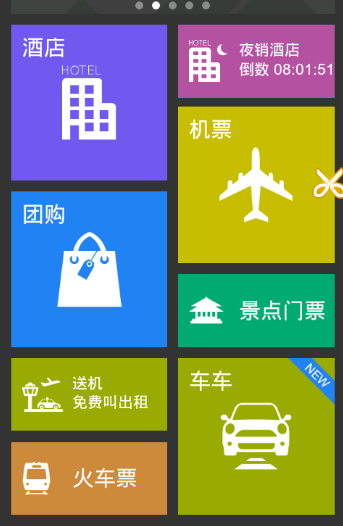 酒店
HOTEL
HOTEL
夜销酒店
倒数 08:01:51
机票
团购
景点门票
送机
免费叫出租
车车
NEW
火车票